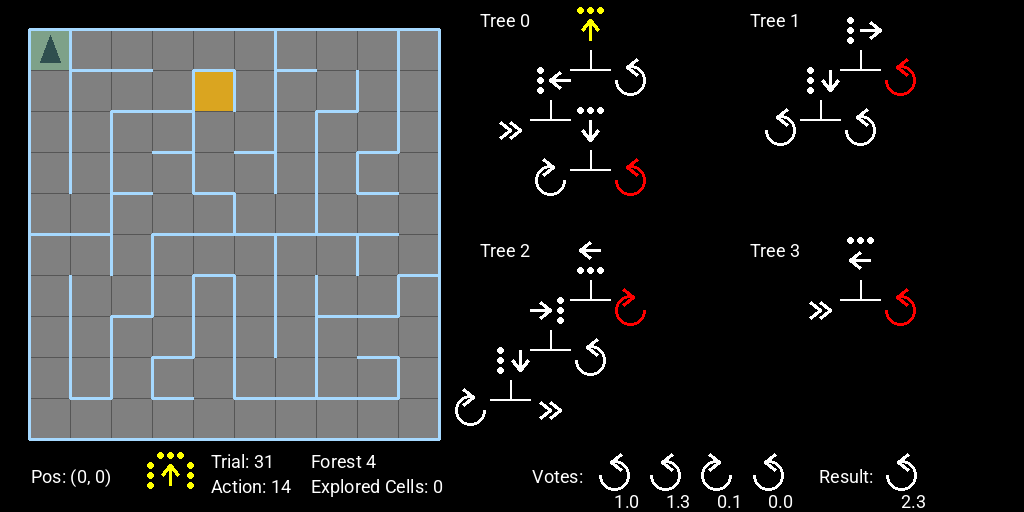 Tree 0
Tree 1
Tree 2
Tree 3
Pos: (0, 0)
Trial: 31
Forest 4
Action: 14
Explored Cells: 0
Votes:
1.0
1.3
0.1
0.0
Result:
2.3